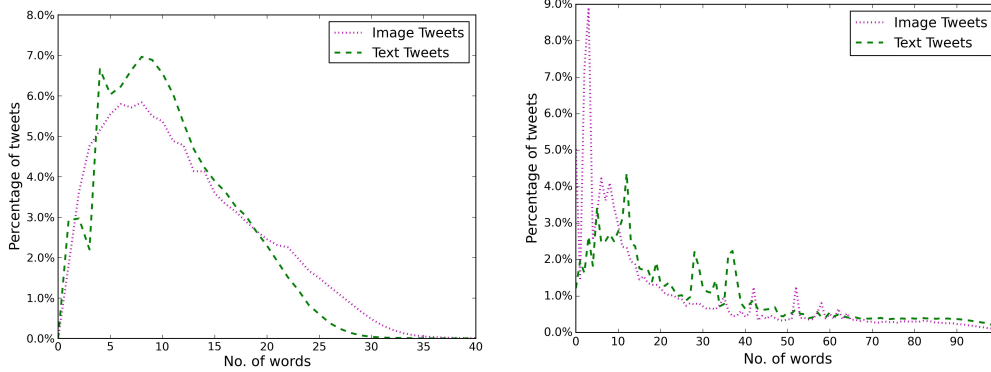 8.0%
7.0%
6.0%
5.0%
4.0%
3.0%
2.0%
1.0%
0.0%
Percentage of tweets
Image Tweets
Text Tweets
0 5 10 15 20 25 30 35 40
No. of words
9.0%
8.0%
7.0%
6.0%
5.0%
4.0%
3.0%
2.0%
1.0%
0.0%
Percentage of tweets
Image Tweets
Text Tweets
0 10 20 30 40 50 60 70 80 90
No. of words